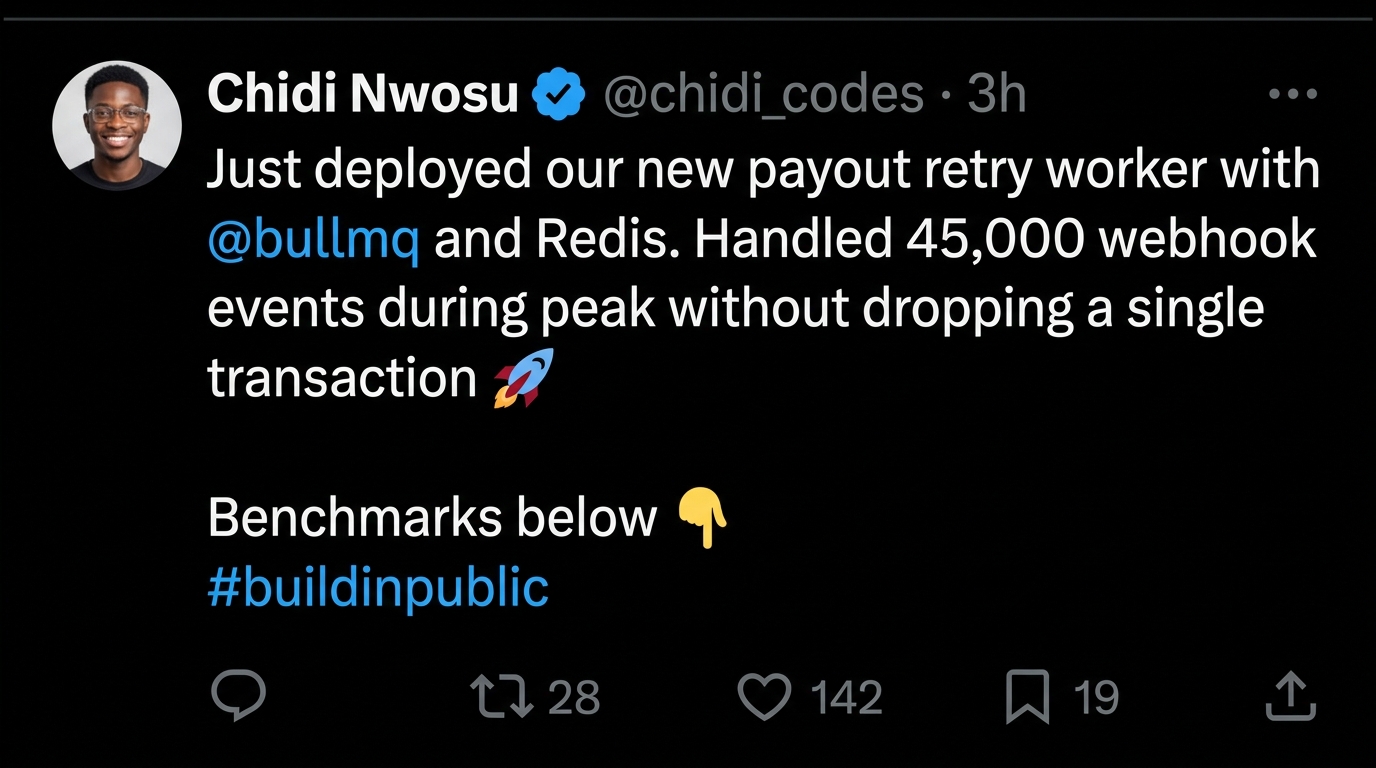 Chidi Nwosu @chidi_codes · 3h
Just deployed our new payout retry worker with
@bullmq and Redis. Handled 45,000 webhook
events during peak without dropping a single
transaction 🚀
Benchmarks below 👇
#buildinpublic
28 142 19